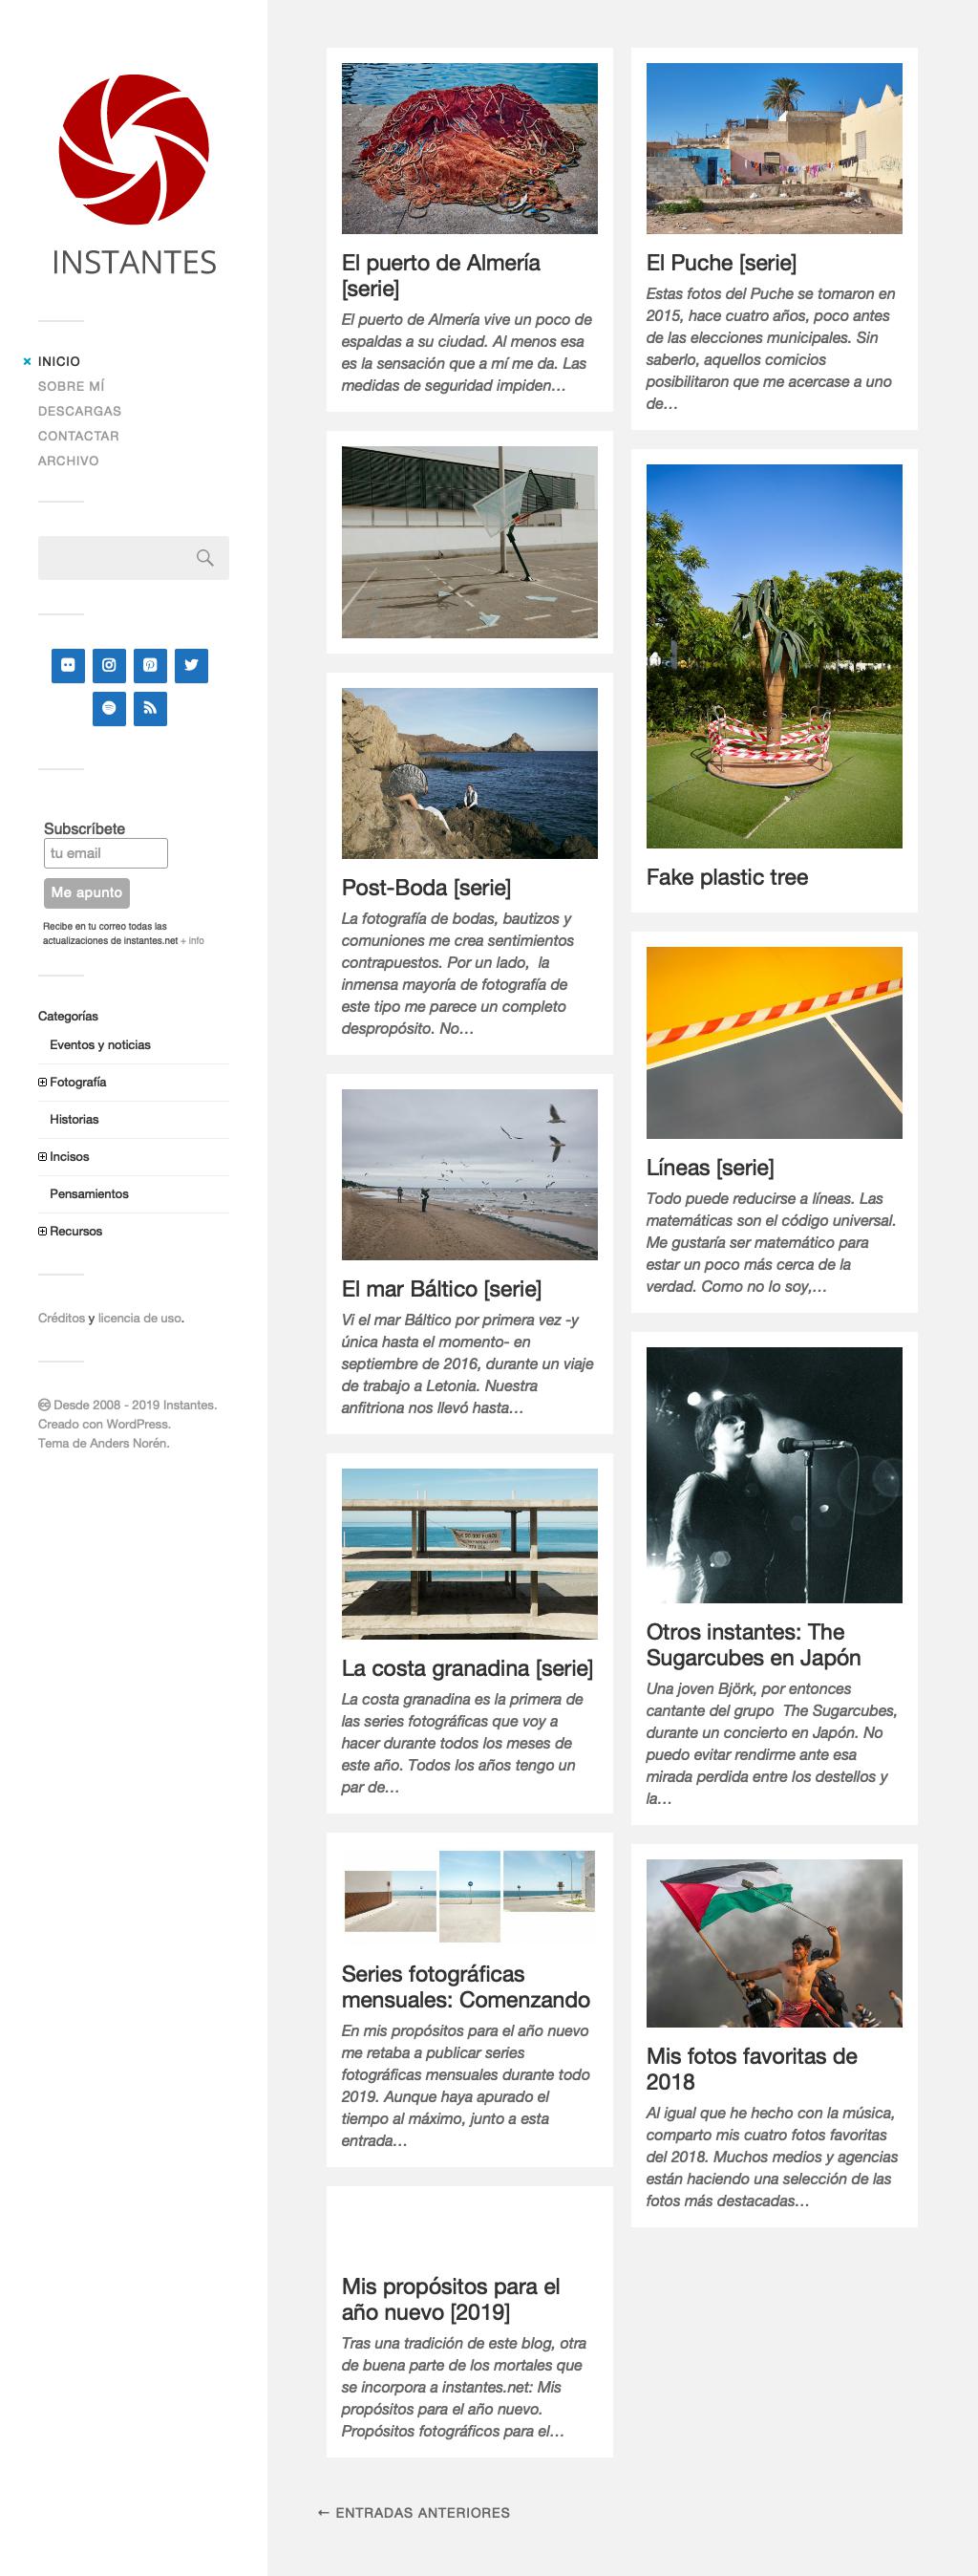 INSTANTES
INICIO
SOBRE MÍ
DESCARGAS
CONTACTAR
ARCHIVO
Subscríbete
tu email
Me apunto
Recibe en tu correo todas las
actualizaciones de instantes.net + info
Categorías
Eventos y noticias
Fotografía
Historias
Incisos
Pensamientos
Recursos
Créditos y licencia de uso.
Desde 2008 - 2019 Instantes.
Creado con WordPress.
Tema de Anders Norén.
El puerto de Almería
[serie]
El puerto de Almería vive un poco de
espaldas a su ciudad. Al menos esa
es la sensación que a mí me da. Las
medidas de seguridad impiden…
Post-Boda [serie]
La fotografía de bodas, bautizos y
comuniones me crea sentimientos
contrapuestos. Por un lado,  la
inmensa mayoría de fotografía de
este tipo me parece un completo
despropósito. No…
El mar Báltico [serie]
Vi el mar Báltico por primera vez -y
única hasta el momento- en
septiembre de 2016, durante un viaje
de trabajo a Letonia. Nuestra
anfitriona nos llevó hasta…
La costa granadina [serie]
La costa granadina es la primera de
las series fotográficas que voy a
hacer durante todos los meses de
este año. Todos los años tengo un
par de…
Series fotográficas
mensuales: Comenzando
En mis propósitos para el año nuevo
me retaba a publicar series
fotográficas mensuales durante todo
2019. Aunque haya apurado el
tiempo al máximo, junto a esta
entrada…
Mis propósitos para el
año nuevo [2019]
Tras una tradición de este blog, otra
de buena parte de los mortales que
se incorpora a instantes.net: Mis
propósitos para el año nuevo.
Propósitos fotográficos para el…
El Puche [serie]
Estas fotos del Puche se tomaron en
2015, hace cuatro años, poco antes
de las elecciones municipales. Sin
saberlo, aquellos comicios
posibilitaron que me acercase a uno
de…
Fake plastic tree
Líneas [serie]
Todo puede reducirse a líneas. Las
matemáticas son el código universal.
Me gustaría ser matemático para
estar un poco más cerca de la
verdad. Como no lo soy,…
Otros instantes: The
Sugarcubes en Japón
Una joven Björk, por entonces
cantante del grupo  The Sugarcubes,
durante un concierto en Japón. No
puedo evitar rendirme ante esa
mirada perdida entre los destellos y
la…
Mis fotos favoritas de
2018
Al igual que he hecho con la música,
comparto mis cuatro fotos favoritas
del 2018. Muchos medios y agencias
están haciendo una selección de las
fotos más destacadas…
← ENTRADAS ANTERIORES